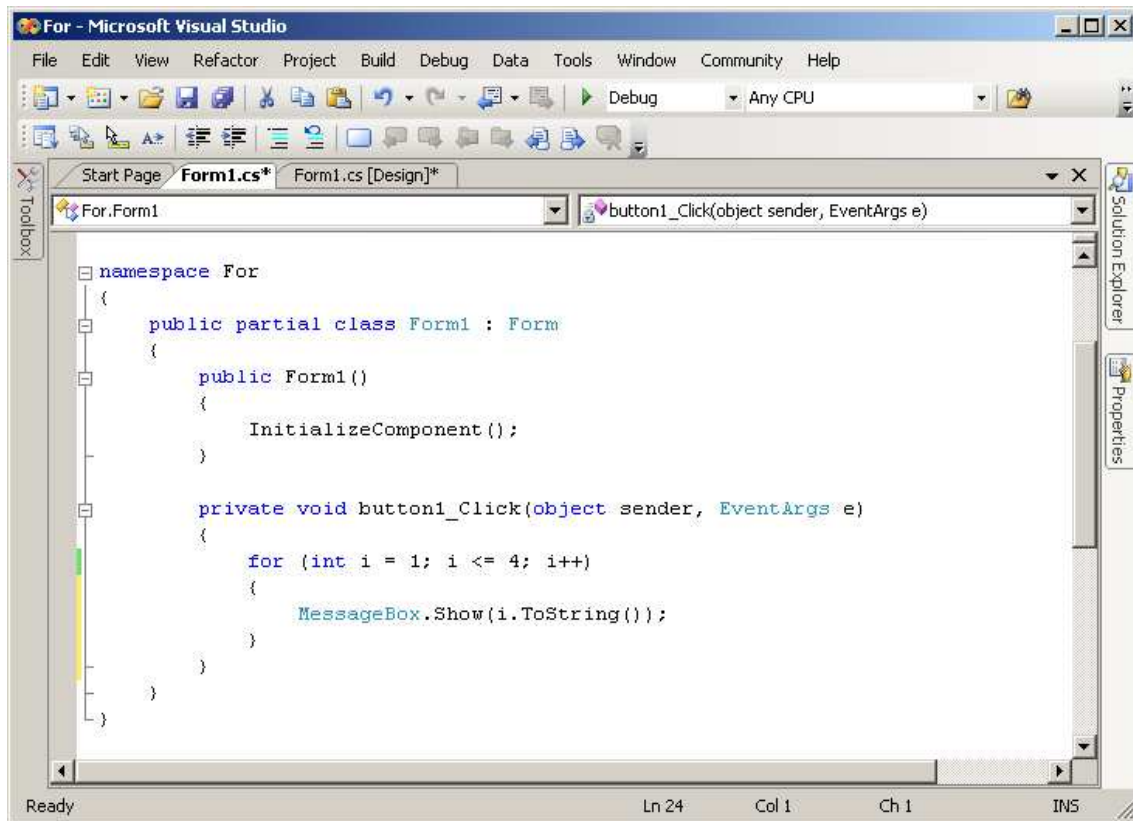 For - Microsoft Visual Studio
File Edit View Refactor Project Build Debug Data Tools Window Community Help
Debug Any CPU
Start Page Form1.cs* Form1.cs [Design]*
Toolbox
For.Form1 button1_Click(object sender, EventArgs e)
Solution Explorer
Properties
namespace For
{
public partial class Form1 : Form
{
public Form1()
{
InitializeComponent();
}
private void button1_Click(object sender, EventArgs e)
{
for (int i = 1; i <= 4; i++)
{
MessageBox.Show(i.ToString());
}
}
}
}
Ready Ln 24 Col 1 Ch 1 INS